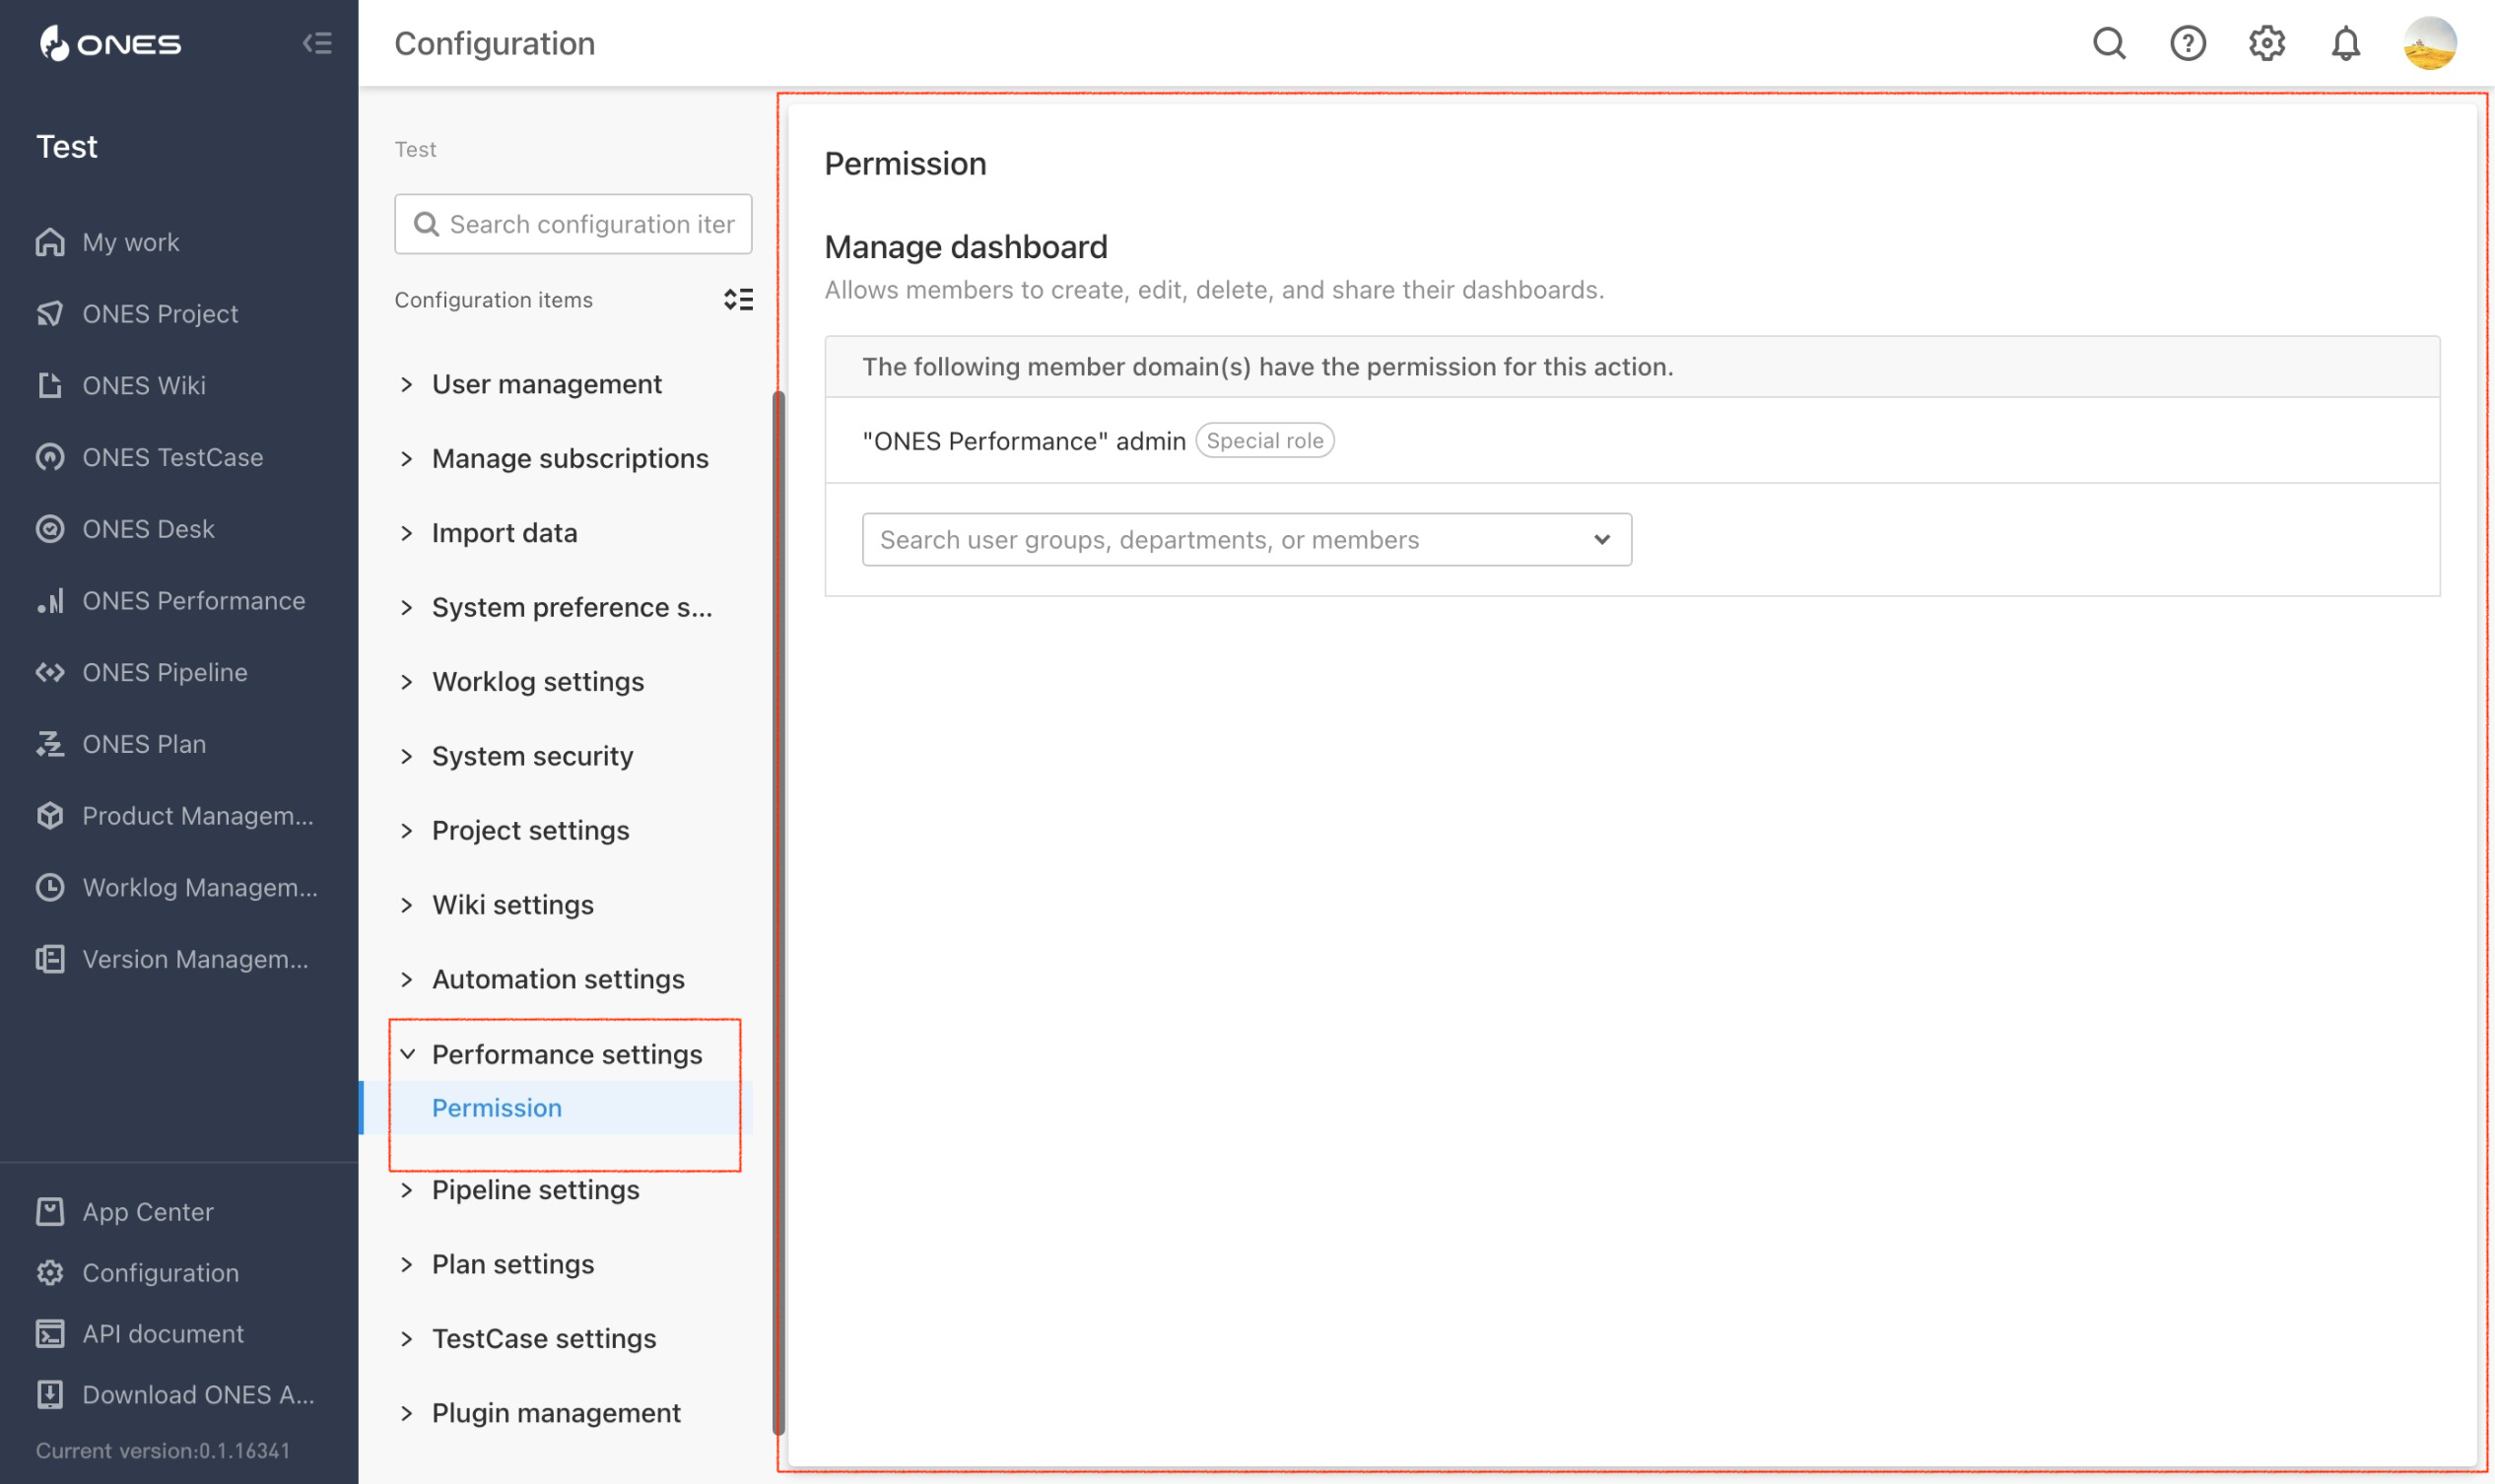 ONES
Test
My work
ONES Project
ONES Wiki
ONES TestCase
ONES Desk
ONES Performance
ONES Pipeline
ONES Plan
Product Managem...
Worklog Managem...
Version Managem...
App Center
Configuration
API document
Download ONES A...
Current version:0.1.16341
Configuration
Test
Search configuration iter
Configuration items
User management
Manage subscriptions
Import data
System preference s...
Worklog settings
System security
Project settings
Wiki settings
Automation settings
Performance settings
Permission
Pipeline settings
Plan settings
TestCase settings
Plugin management
Permission
Manage dashboard
Allows members to create, edit, delete, and share their dashboards.
The following member domain(s) have the permission for this action.
"ONES Performance" admin Special role
Search user groups, departments, or members